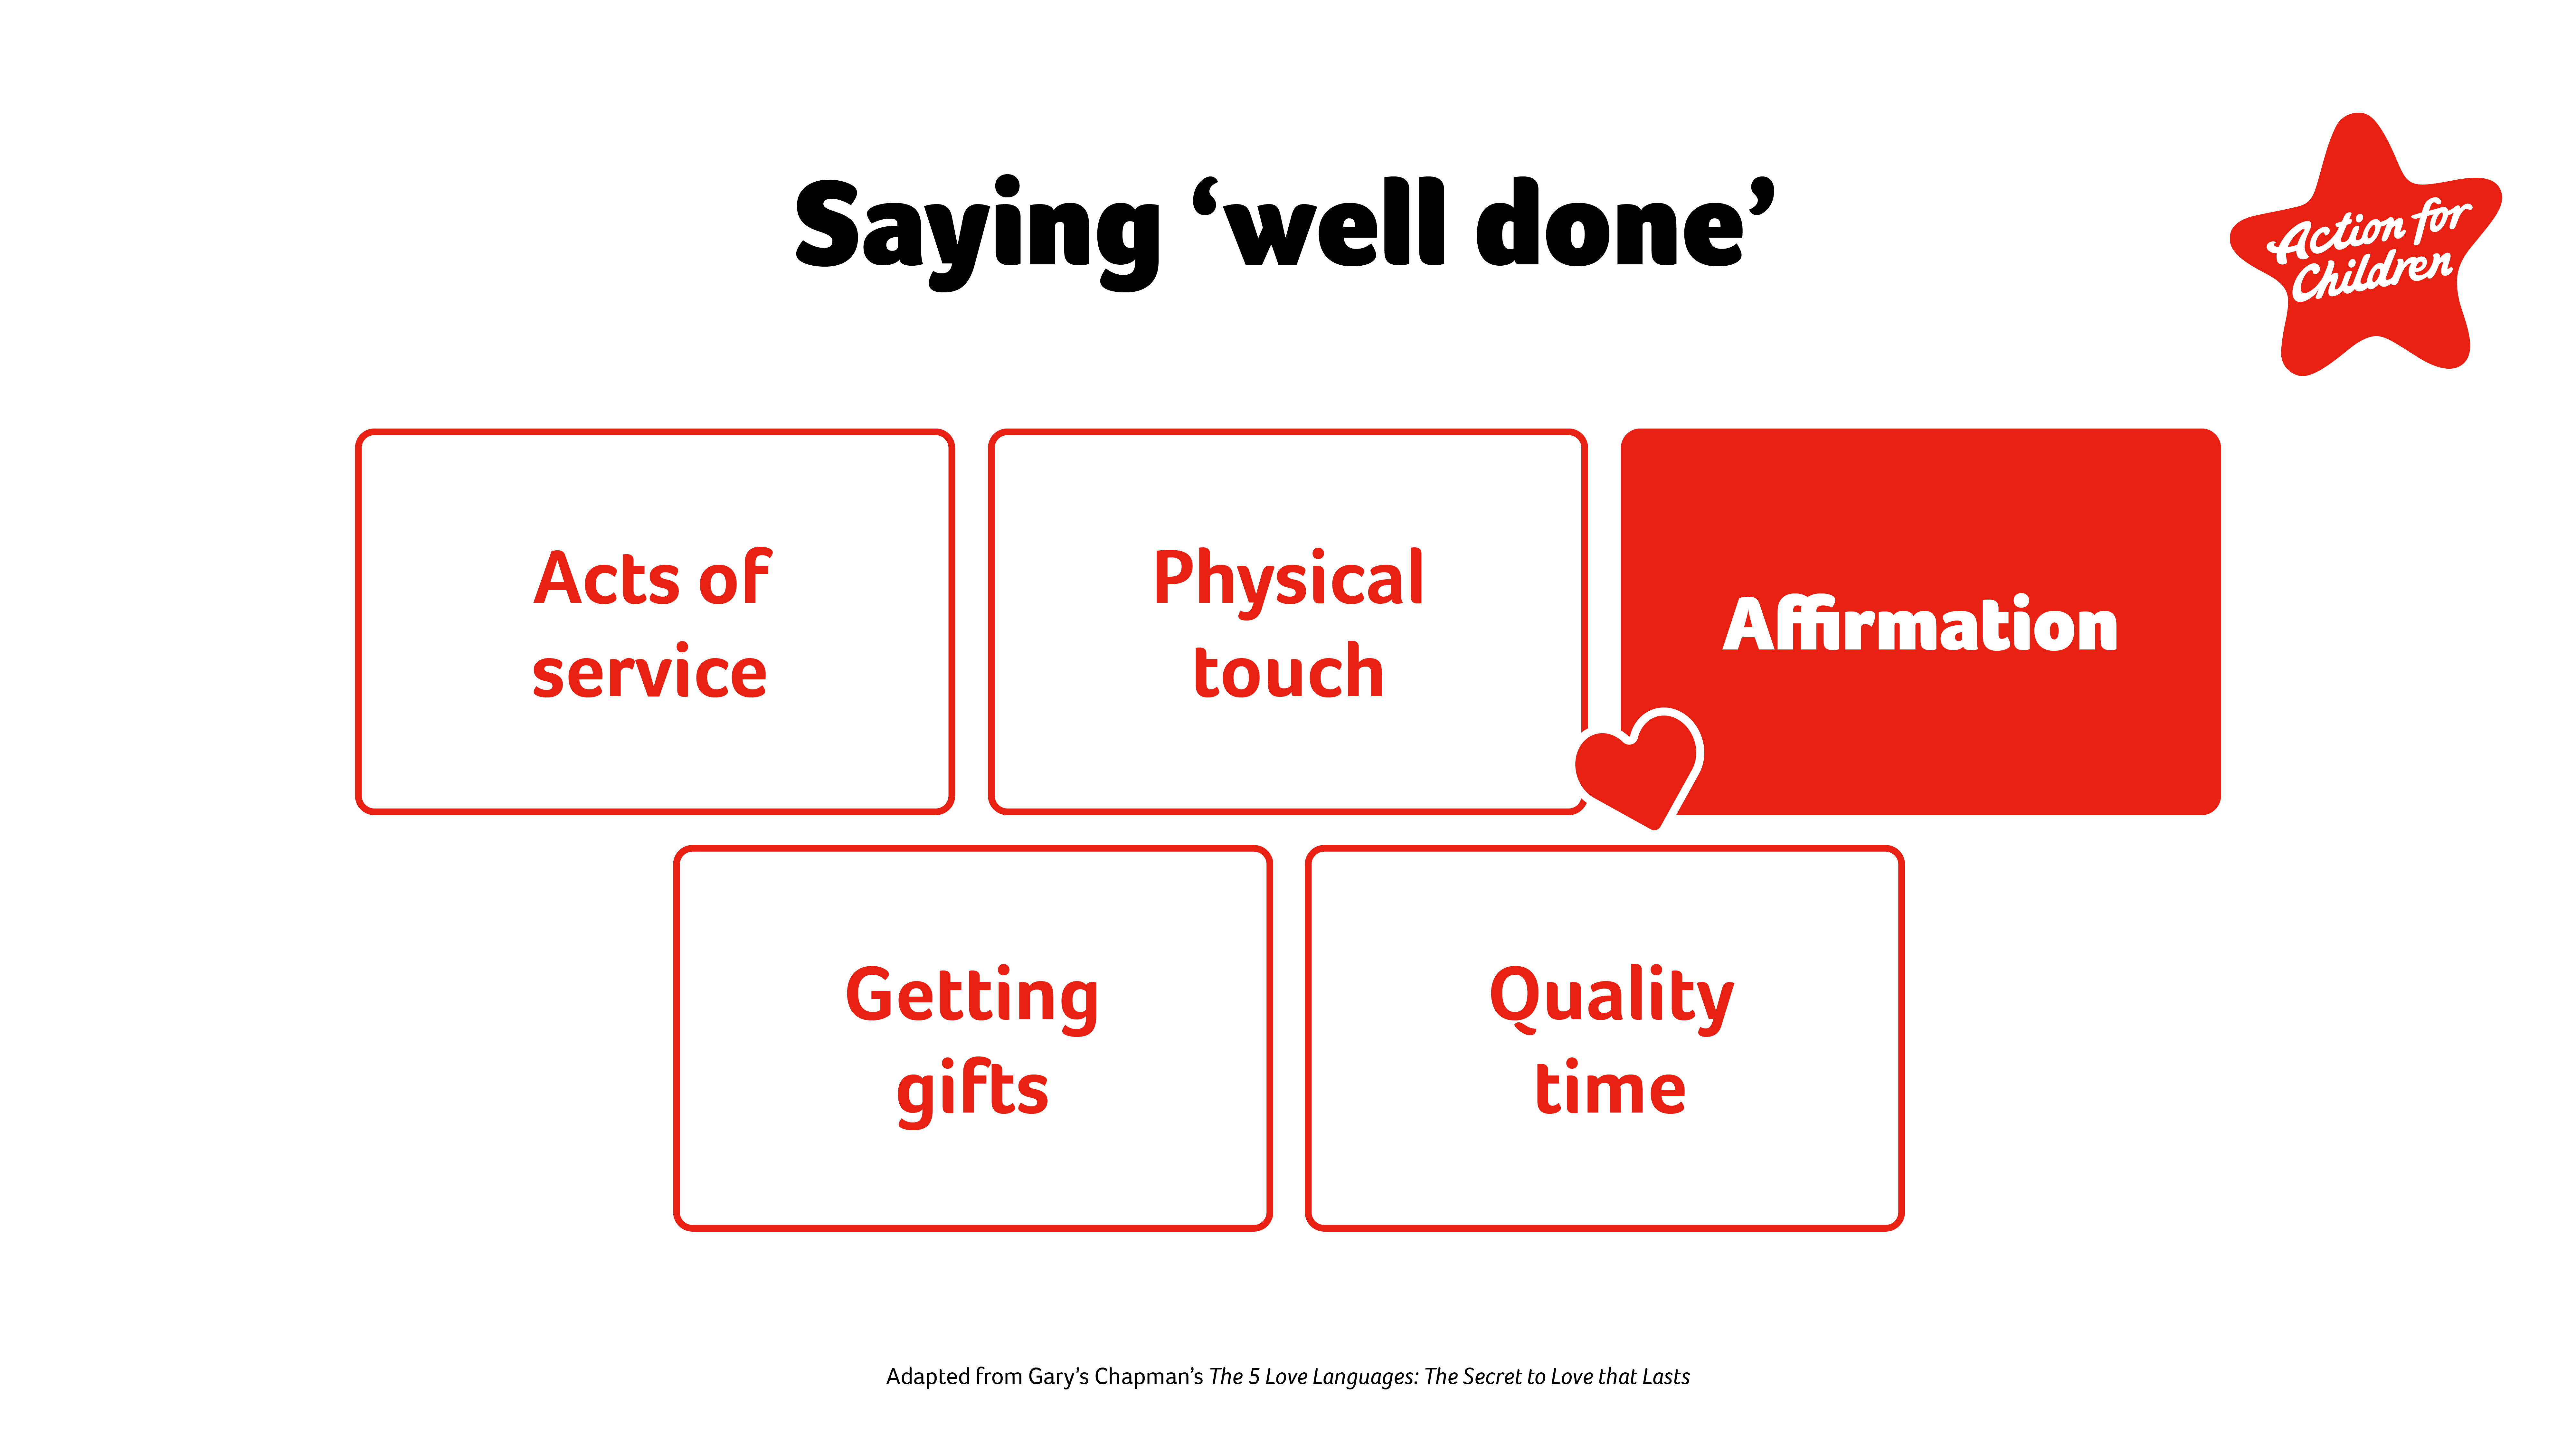 Saying ‘well done’
Action for
Children
Acts of
service
Physical
touch
Affirmation
Getting
gifts
Quality
time
Adapted from Gary’s Chapman’s The 5 Love Languages: The Secret to Love that Lasts